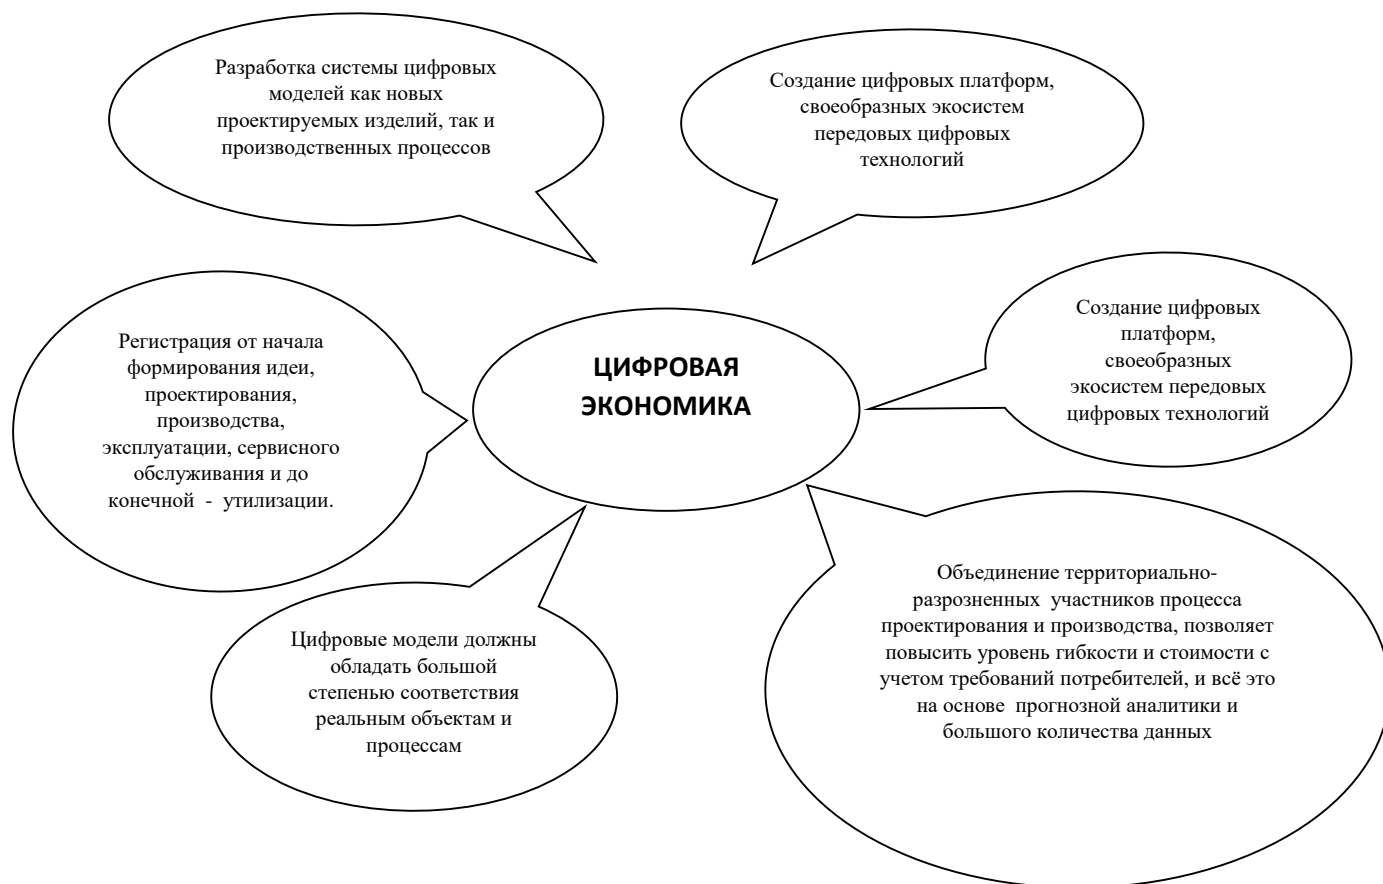 Разработка системы цифровых
моделей как новых
проектируемых изделий, так и
производственных процессов
Создание цифровых платформ,
своеобразных экосистем
передовых цифровых
технологий
Регистрация от начала
формирования идеи,
проектирования,
производства,
эксплуатации, сервисного
обслуживания и до
конечной - утилизации.
ЦИФРОВАЯ
ЭКОНОМИКА
Создание цифровых
платформ,
своеобразных
экосистем передовых
цифровых технологий
Цифровые модели должны
обладать большой
степенью соответствия
реальным объектам и
процессам
Объединение территориально-
разрозненных участников процесса
проектирования и производства, позволяет
повысить уровень гибкости и стоимости с
учетом требований потребителей, и всё это
на основе прогнозной аналитики и
большого количества данных